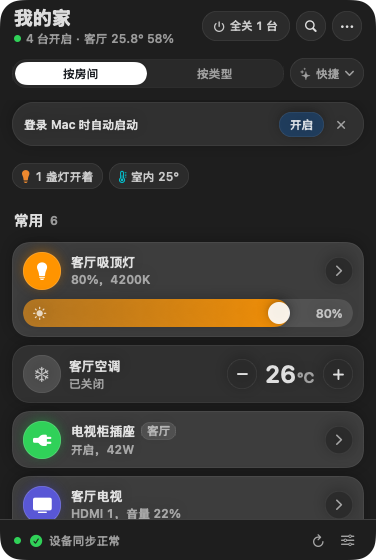 我的家
4 台开启 · 客厅 25.8° 58%
全关 1 台
按房间
按类型
快捷
登录 Mac 时自动启动
开启
1 盏灯开着
室内 25°
常用 6
客厅吸顶灯
80%，4200K
80%
客厅空调
已关闭
26°C
电视柜插座 客厅
开启，42W
客厅电视
HDMI 1，音量 22%
设备同步正常